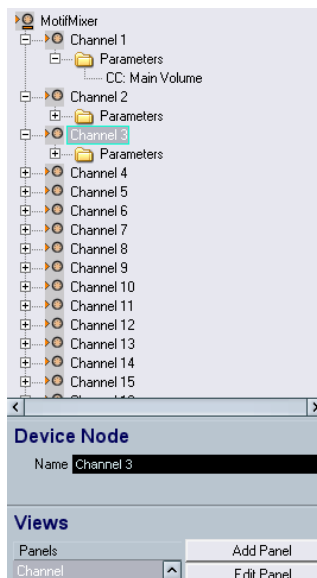 MotifMixer
Channel 1
Parameters
CC: Main Volume
Channel 2
Parameters
Channel 3
Parameters
Channel 4
Channel 5
Channel 6
Channel 7
Channel 8
Channel 9
Channel 10
Channel 11
Channel 12
Channel 13
Channel 14
Channel 15
Device Node
Name Channel 3
Views
Panels Add Panel
Channel Edit Panel